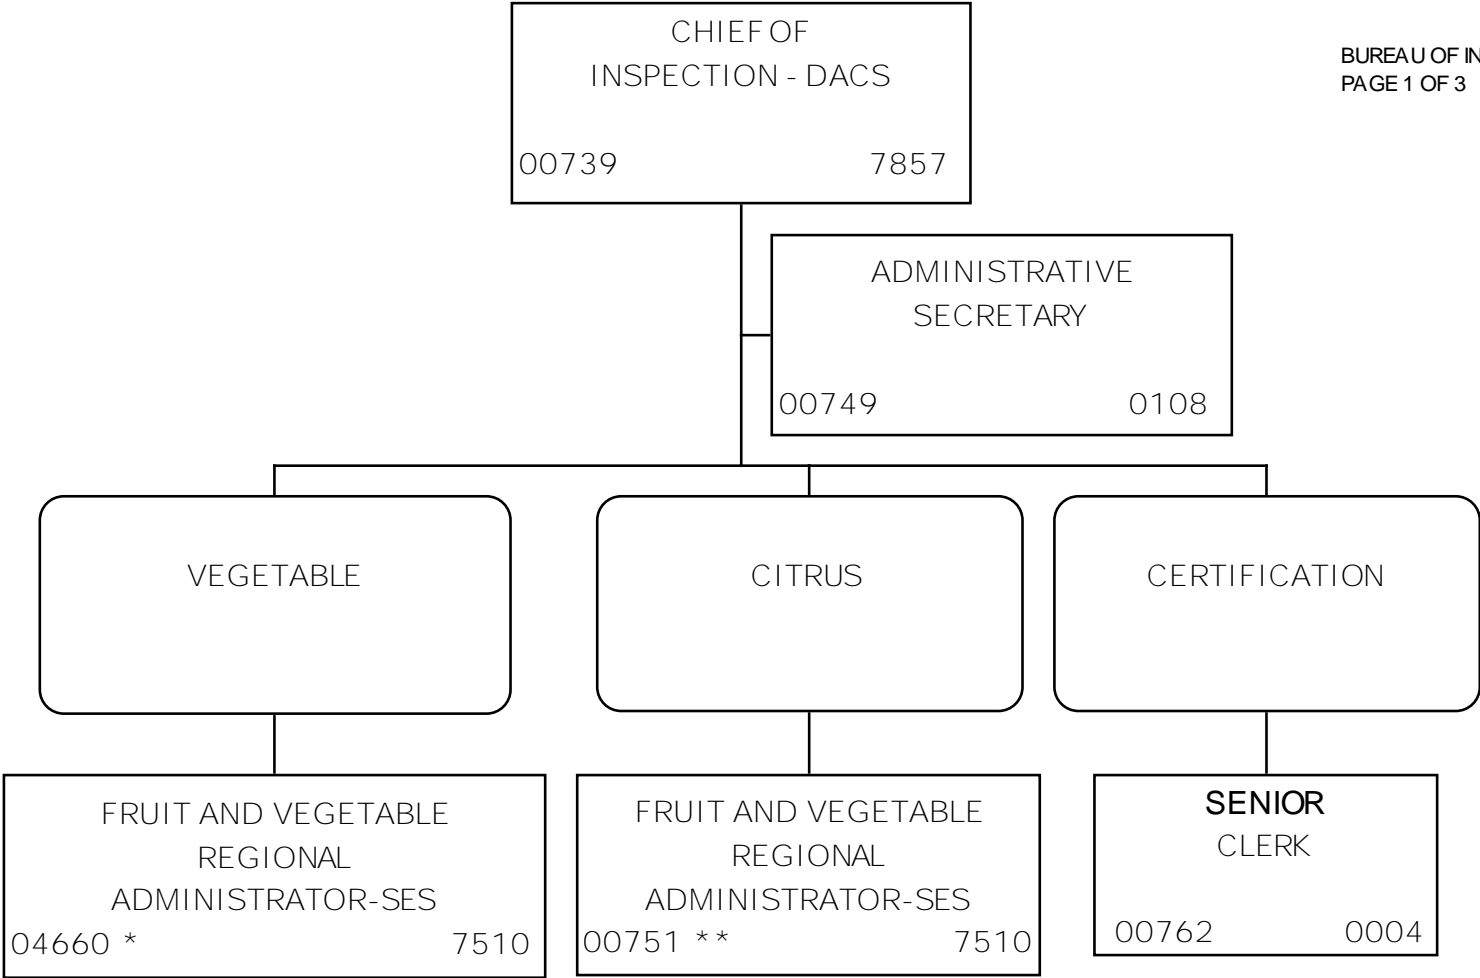 CHIEF OF
INSPECTION - DACS
00739 7857
BUREAU OF IN
PAGE 1 OF 3
ADMINISTRATIVE
SECRETARY
00749 0108
VEGETABLE
CITRUS
CERTIFICATION
FRUIT AND VEGETABLE
REGIONAL
ADMINISTRATOR-SES
04660 * 7510
FRUIT AND VEGETABLE
REGIONAL
ADMINISTRATOR-SES
00751 ** 7510
SENIOR
CLERK
00762 0004